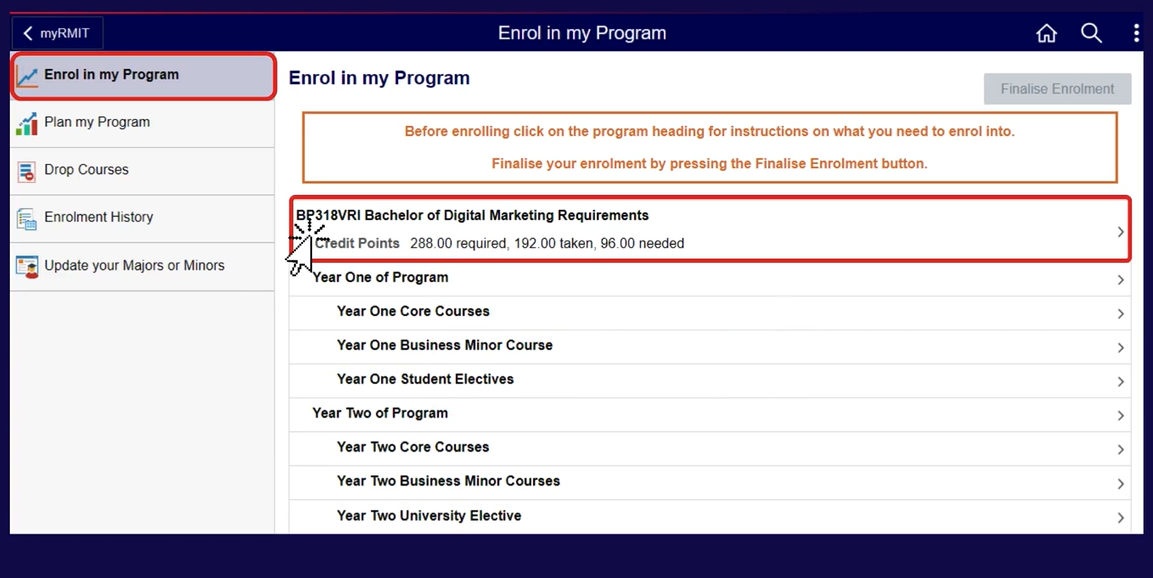 myRMIT
Enrol in my Program
Enrol in my Program
Plan my Program
Drop Courses
Enrolment History
Update your Majors or Minors
Enrol in my Program
Finalise Enrolment
Before enrolling click on the program heading for instructions on what you need to enrol into.
Finalise your enrolment by pressing the Finalise Enrolment button.
BP318VRI Bachelor of Digital Marketing Requirements
Credit Points 288.00 required, 192.00 taken, 96.00 needed
Year One of Program
Year One Core Courses
Year One Business Minor Course
Year One Student Electives
Year Two of Program
Year Two Core Courses
Year Two Business Minor Courses
Year Two University Elective